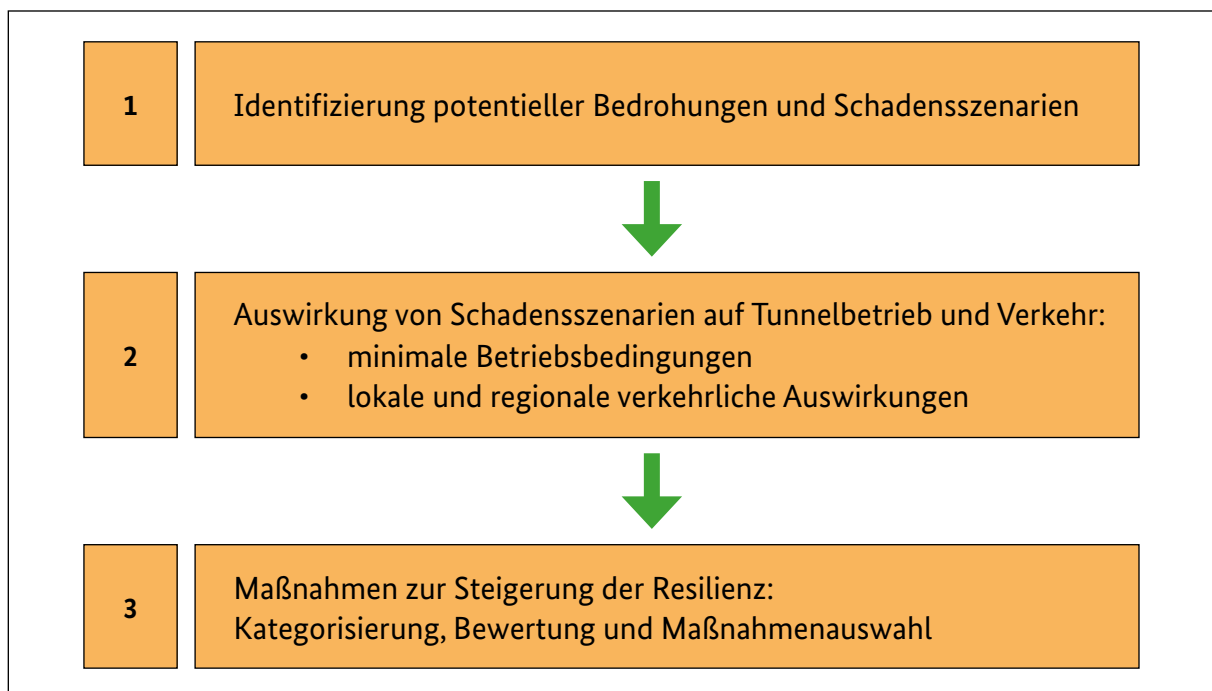 1
Identifizierung potentieller Bedrohungen und Schadensszenarien
2
Auswirkung von Schadensszenarien auf Tunnelbetrieb und Verkehr:
• minimale Betriebsbedingungen
• lokale und regionale verkehrliche Auswirkungen
3
Maßnahmen zur Steigerung der Resilienz:
Kategorisierung, Bewertung und Maßnahmenauswahl